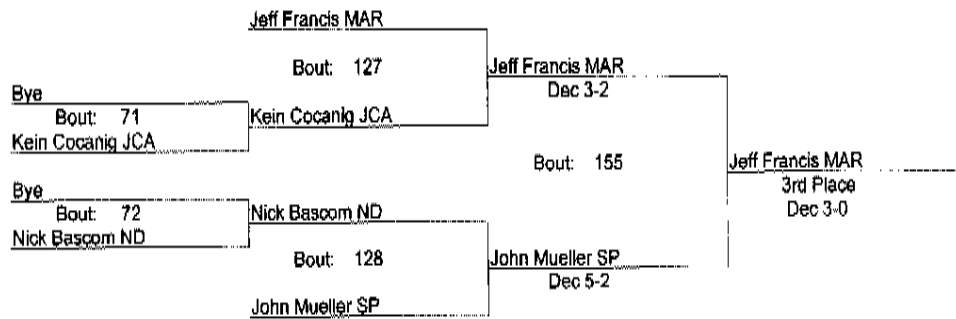 Jeff Francis MAR
Bout: 127
Jeff Francis MAR
Dec 3-2
Bye
Bout: 71
Kein Cocanig JCA
Kein Cocanig JCA
Bout: 155
Jeff Francis MAR
3rd Place
Dec 3-0
Bye
Bout: 72
Nick Bascom ND
Nick Bascom ND
Bout: 128
John Mueller SP
Dec 5-2
John Mueller SP